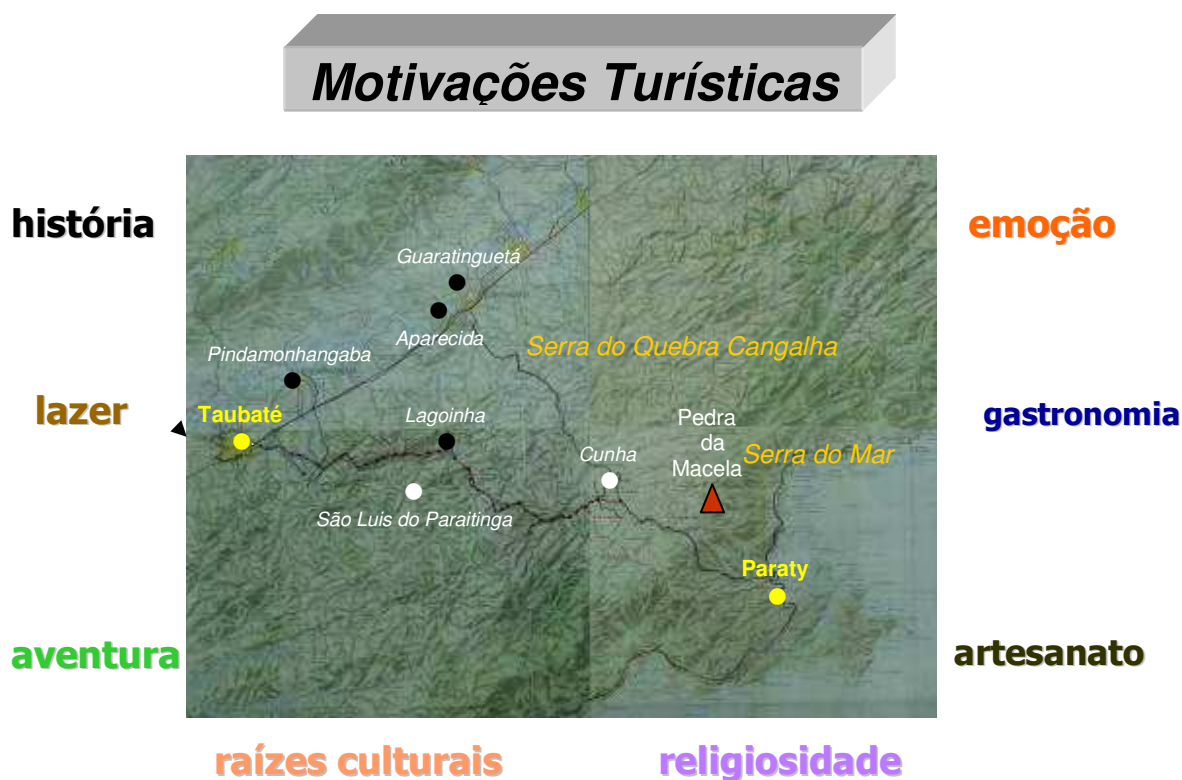 Motivações Turísticas
história
emoção
Guaratinguetá
Aparecida
Serra do Quebra Cangalha
Pindamonhangaba
lazer
Taubaté
Lagoinha
Pedra
da
Macela
gastronomia
Cunha
Serra do Mar
São Luis do Paraitinga
Paraty
aventura
artesanato
raízes culturais
religiosidade